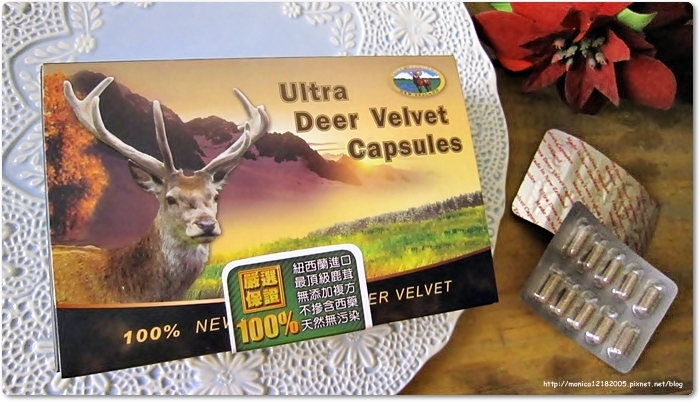 Ultra
Deer Velvet
Capsules
嚴選
保證
100%
紐西蘭進口
最頂級鹿茸
無添加複方
不摻含西藥
天然無污染
100% NEW
ER VELVET
http://monica12182005.pixnet.net/blog